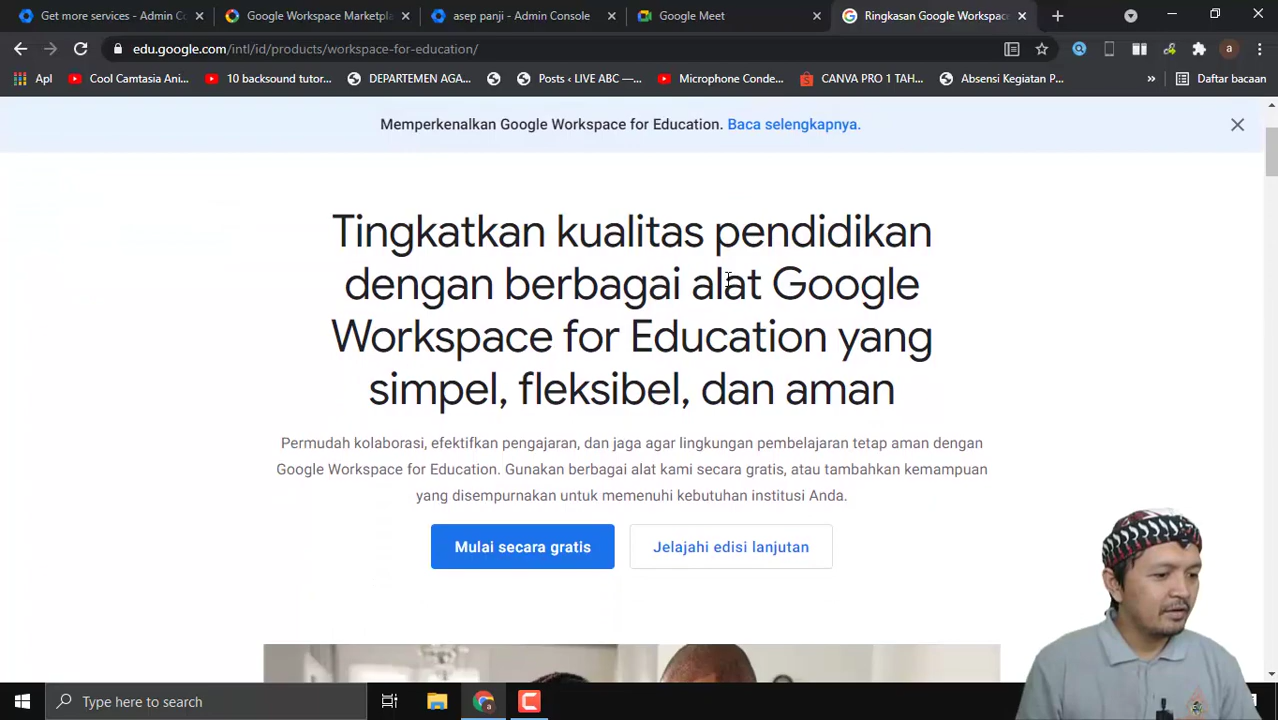 Get more services - Admin Co
Google Workspace Marketpla
asep panji - Admin Console
Google Meet
Ringkasan Google Workspace
edu.google.com/intl/id/products/workspace-for-education/
a
Apl
Cool Camtasia Ani...
10 backsound tutor...
DEPARTEMEN AGA...
Posts ‹ LIVE ABC —...
Microphone Conde...
CANVA PRO 1 TAH...
Absensi Kegiatan P...
»
Daftar bacaan
Memperkenalkan Google Workspace for Education. Baca selengkapnya.
Tingkatkan kualitas pendidikan
dengan berbagai alat Google
Workspace for Education yang
simpel, fleksibel, dan aman
Permudah kolaborasi, efektifkan pengajaran, dan jaga agar lingkungan pembelajaran tetap aman dengan
Google Workspace for Education. Gunakan berbagai alat kami secara gratis, atau tambahkan kemampuan
yang disempurnakan untuk memenuhi kebutuhan institusi Anda.
Mulai secara gratis
Jelajahi edisi lanjutan
Type here to search